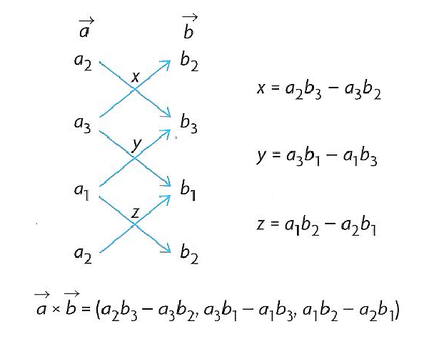 a⃗ b⃗
a₂ b₂
x
x = a₂b₃ − a₃b₂
a₃ b₃
y
y = a₃b₁ − a₁b₃
a₁ b₁
z
z = a₁b₂ − a₂b₁
a₂ b₂
a⃗ × b⃗ = (a₂b₃ − a₃b₂, a₃b₁ − a₁b₃, a₁b₂ − a₂b₁)